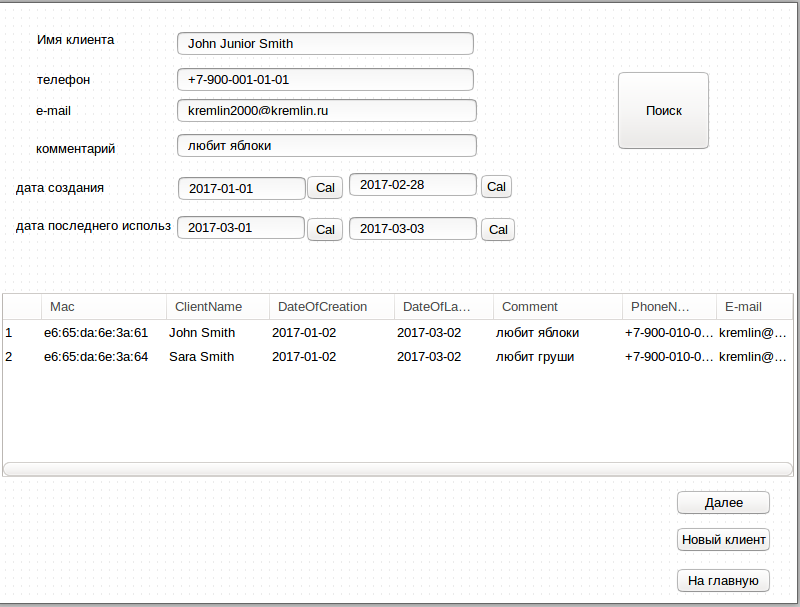 Имя клиента John Junior Smith
телефон +7-900-001-01-01
Поиск
e-mail kremlin2000@kremlin.ru
комментарий любит яблоки
дата создания 2017-01-01 Cal 2017-02-28 Cal
дата последнего использ 2017-03-01 Cal 2017-03-03 Cal
Mac ClientName DateOfCreation DateOfLa… Comment PhoneN… E-mail
1 e6:65:da:6e:3a:61 John Smith 2017-01-02 2017-03-02 любит яблоки +7-900-010-0… kremlin@…
2 e6:65:da:6e:3a:64 Sara Smith 2017-01-02 2017-03-02 любит груши +7-900-010-0… kremlin@…
Далее
Новый клиент
На главную